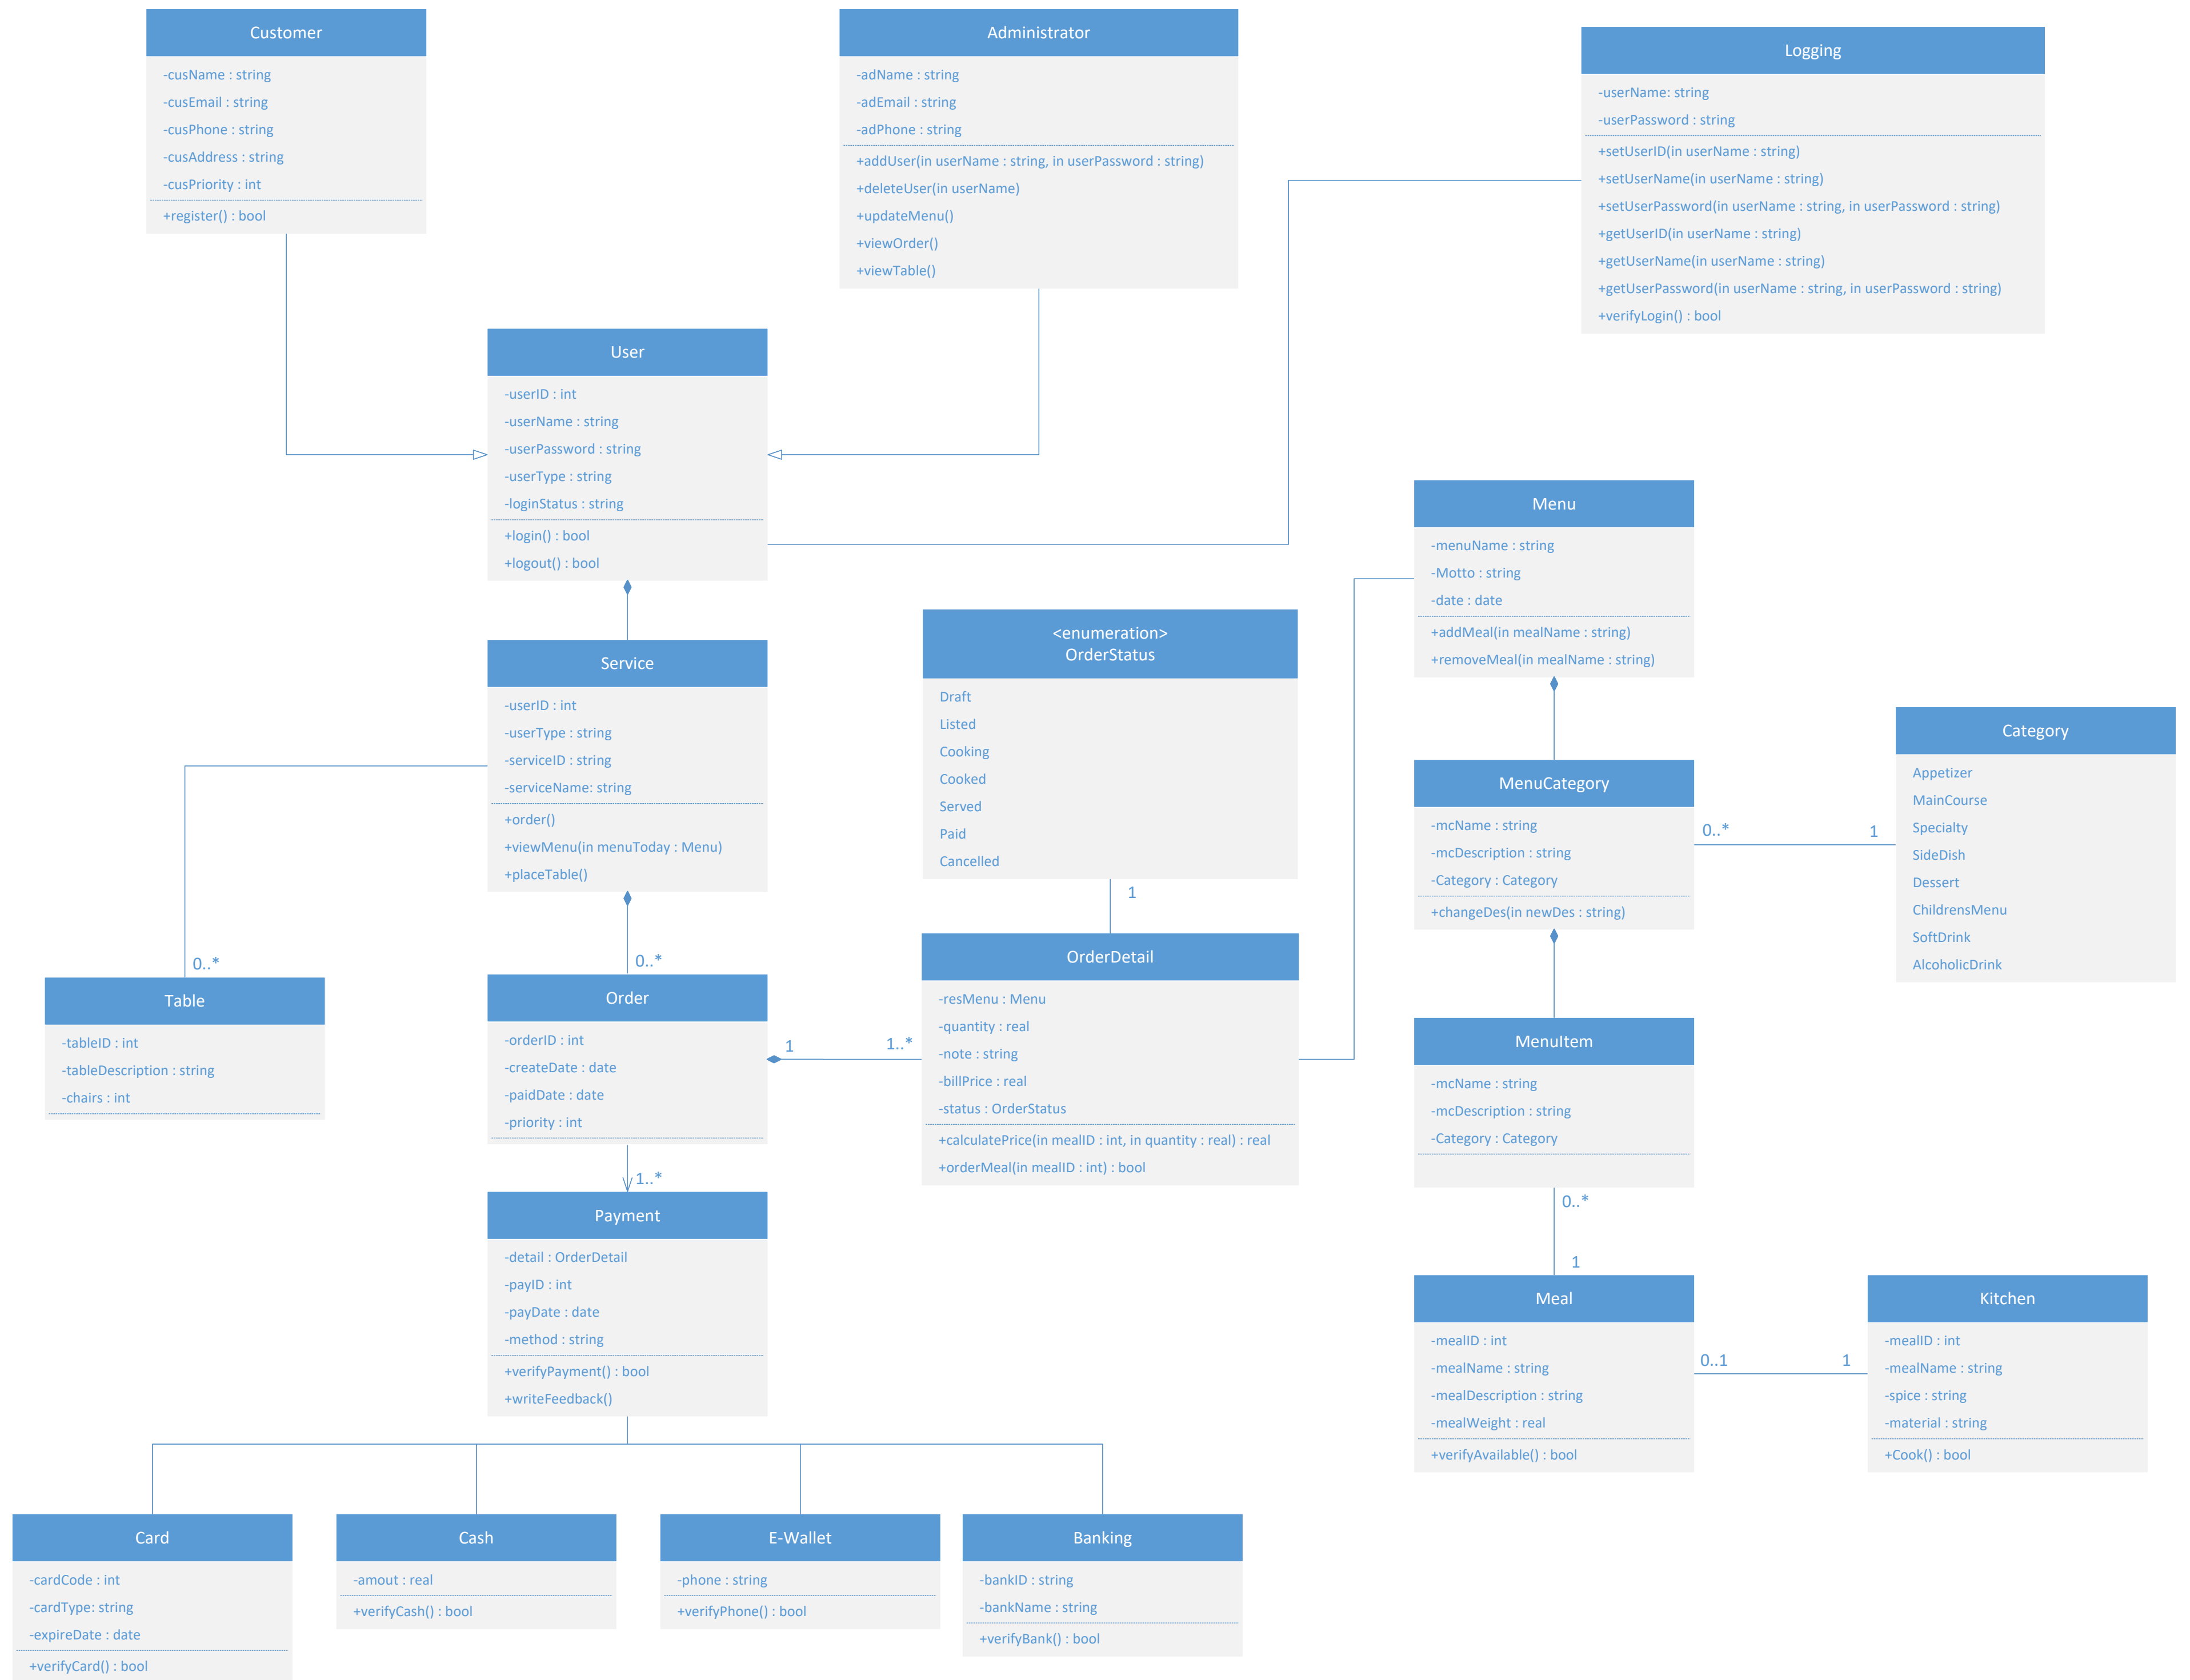 Customer
-cusName : string
-cusEmail : string
-cusPhone : string
-cusAddress : string
-cusPriority : int
+register() : bool
Administrator
-adName : string
-adEmail : string
-adPhone : string
+addUser(in userName : string, in userPassword : string)
+deleteUser(in userName)
+updateMenu()
+viewOrder()
+viewTable()
Logging
-userName: string
-userPassword : string
+setUserID(in userName : string)
+setUserName(in userName : string)
+setUserPassword(in userName : string, in userPassword : string)
+getUserID(in userName : string)
+getUserName(in userName : string)
+getUserPassword(in userName : string, in userPassword : string)
+verifyLogin() : bool
User
-userID : int
-userName : string
-userPassword : string
-userType : string
-loginStatus : string
+login() : bool
+logout() : bool
Menu
-menuName : string
-Motto : string
-date : date
+addMeal(in mealName : string)
+removeMeal(in mealName : string)
<enumeration>
OrderStatus
Draft
Listed
Cooking
Cooked
Served
Paid
Cancelled
1
Service
-userID : int
-userType : string
-serviceID : string
-serviceName: string
+order()
+viewMenu(in menuToday : Menu)
+placeTable()
0..*
0..*
Category
Appetizer
MainCourse
Specialty
SideDish
Dessert
ChildrensMenu
SoftDrink
AlcoholicDrink
MenuCategory
-mcName : string
-mcDescription : string
-Category : Category
+changeDes(in newDes : string)
0..*
1
Table
-tableID : int
-tableDescription : string
-chairs : int
Order
-orderID : int
-createDate : date
-paidDate : date
-priority : int
1
1..*
1..*
OrderDetail
-resMenu : Menu
-quantity : real
-note : string
-billPrice : real
-status : OrderStatus
+calculatePrice(in mealID : int, in quantity : real) : real
+orderMeal(in mealID : int) : bool
MenuItem
-mcName : string
-mcDescription : string
-Category : Category
0..*
1
Payment
-detail : OrderDetail
-payID : int
-payDate : date
-method : string
+verifyPayment() : bool
+writeFeedback()
Meal
-mealID : int
-mealName : string
-mealDescription : string
-mealWeight : real
+verifyAvailable() : bool
0..1
1
Kitchen
-mealID : int
-mealName : string
-spice : string
-material : string
+Cook() : bool
Card
-cardCode : int
-cardType: string
-expireDate : date
+verifyCard() : bool
Cash
-amout : real
+verifyCash() : bool
E-Wallet
-phone : string
+verifyPhone() : bool
Banking
-bankID : string
-bankName : string
+verifyBank() : bool